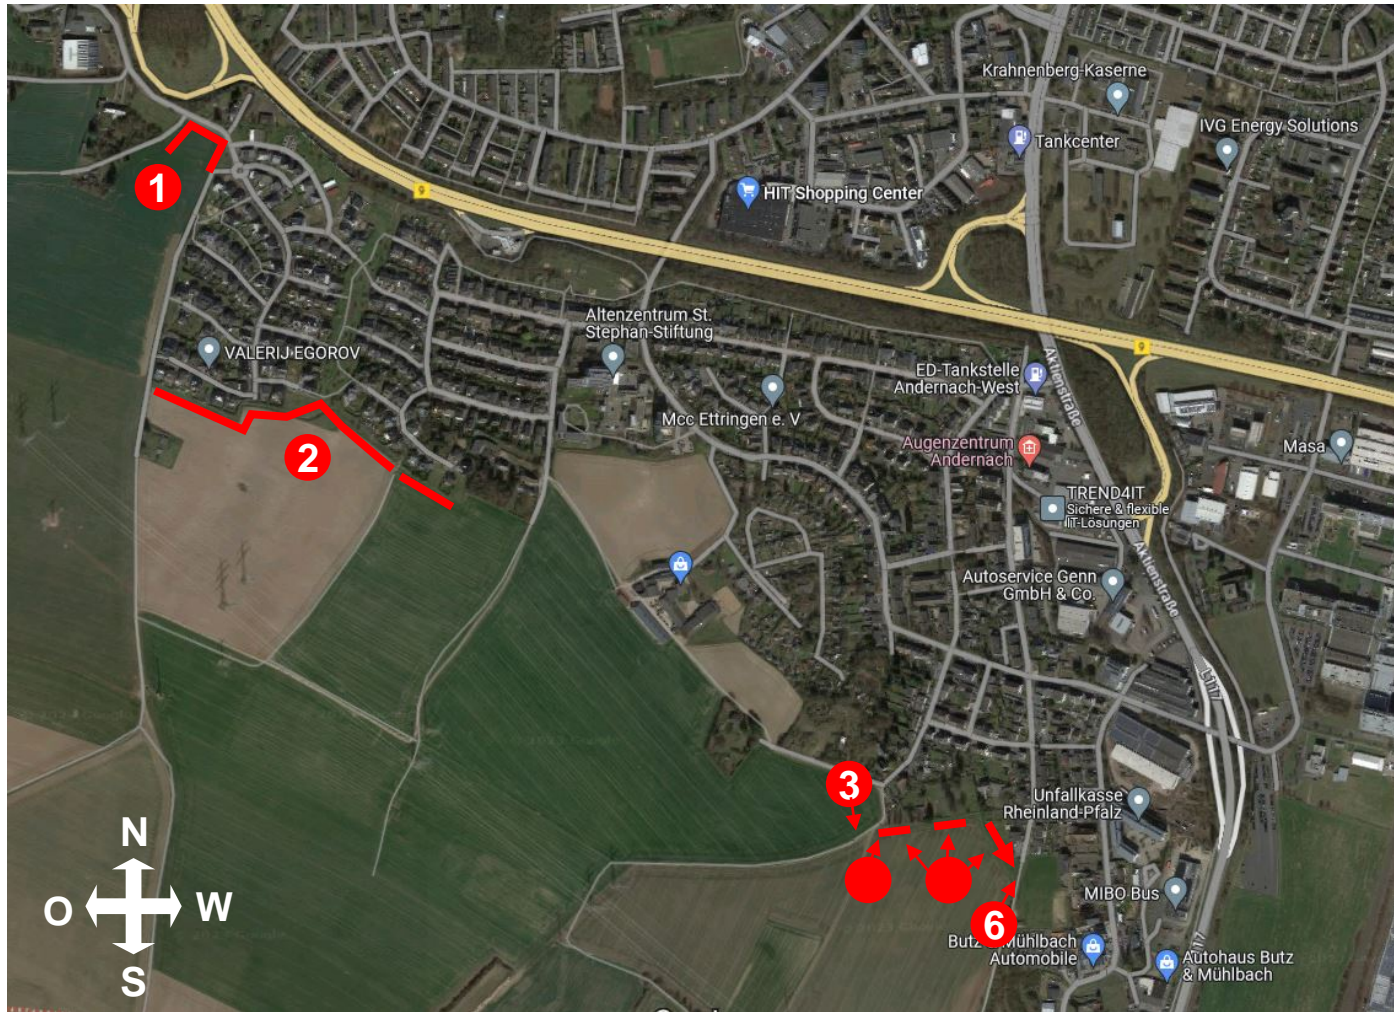 Krahnenberg-Kaserne
IVG Energy Solutions
Tankcenter
1
9
HIT Shopping Center
Altenzentrum St.
Stephan-Stiftung
VALERIJ EGOROV
9
ED-Tankstelle
Andernach-West
Aktienstraße
Mcc Ettringen e. V
2
Augenzentrum
Andernach
Masa
TREND4IT
Sichere & flexible
IT-Lösungen
Aktienstraße
Autoservice Genn
GmbH & Co.
L117
3
Unfallkasse
Rheinland-Pfalz
N
O
W
S
MIBO Bus
6
Butz & Mühlbach
Automobile
L117
Autohaus Butz
& Mühlbach